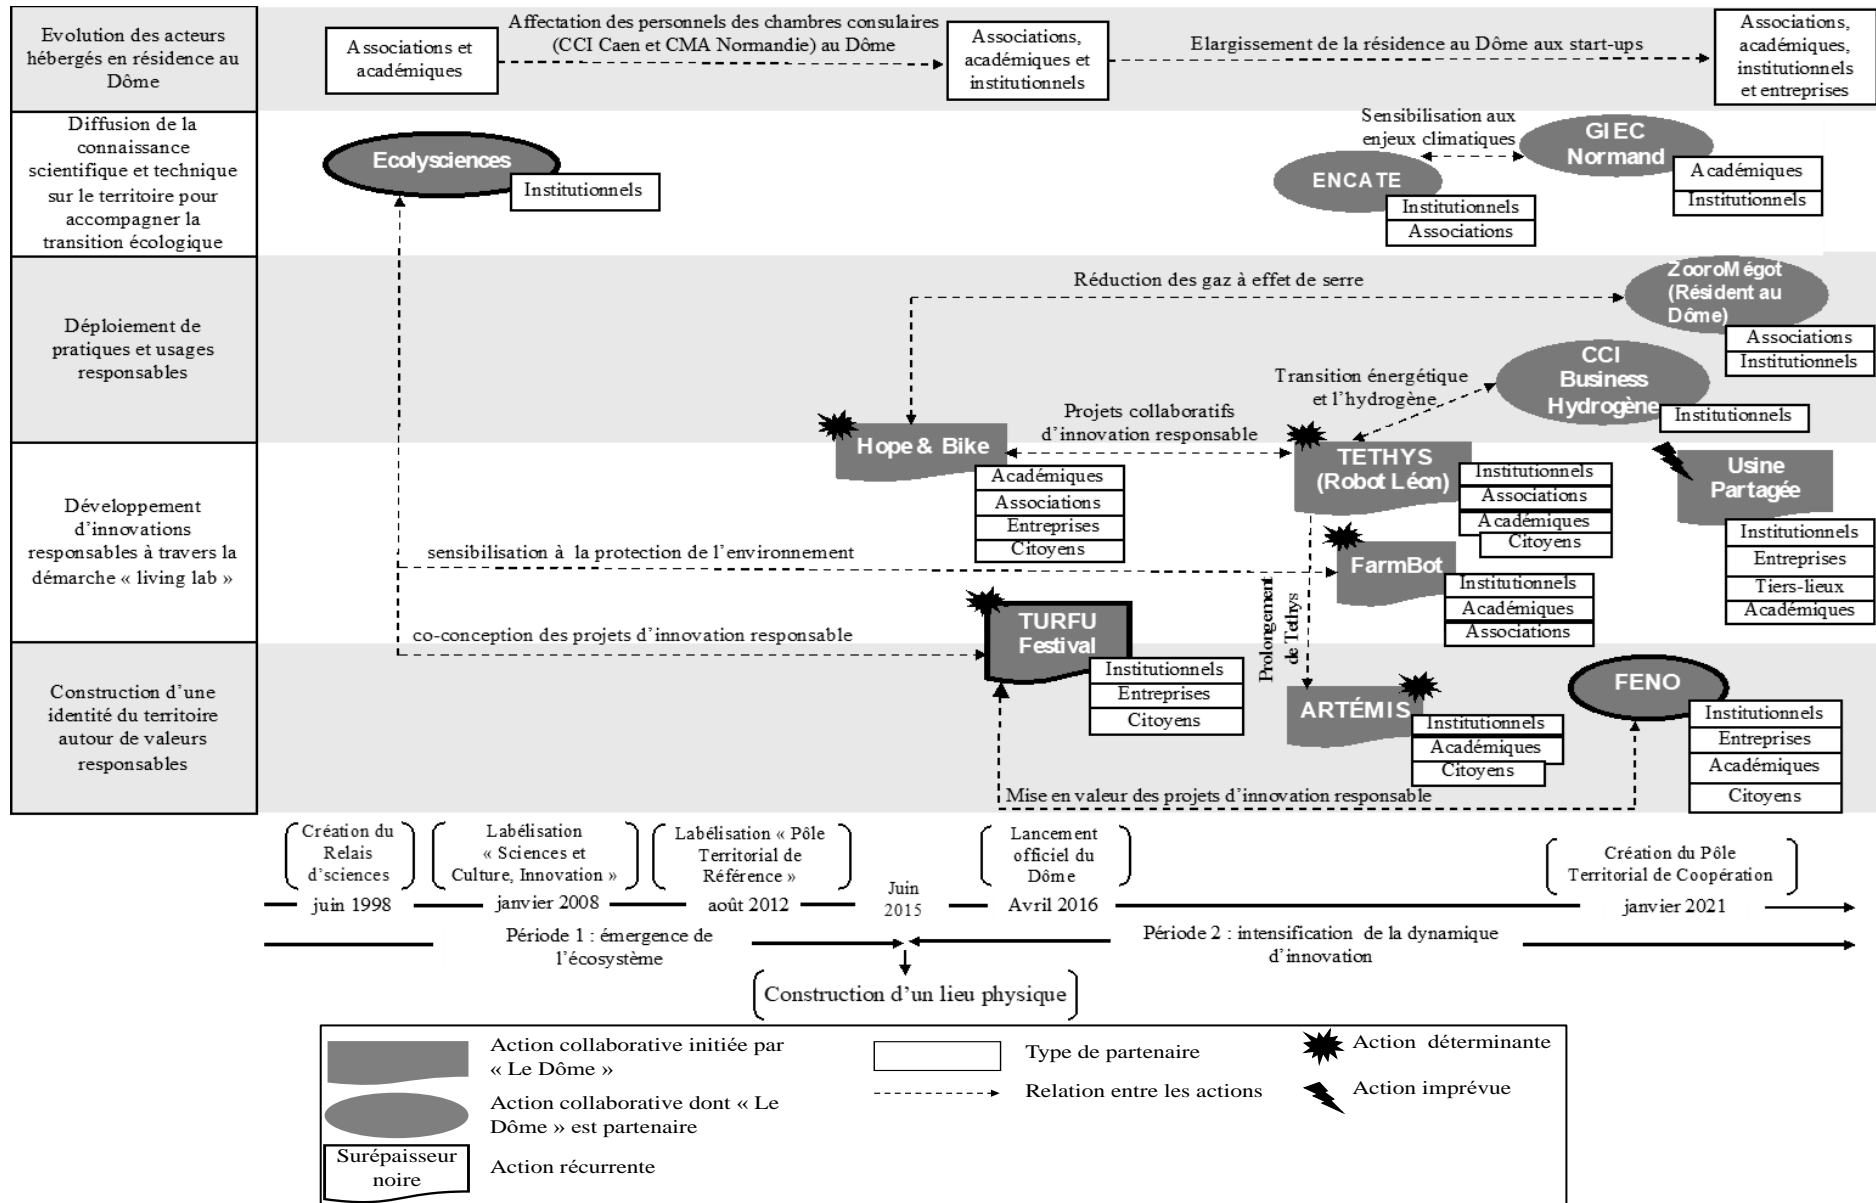 Evolution des acteurs
hébergés en résidence au
Dôme
Associations et
académiques
Affectation des personnels des chambres consulaires
(CCI Caen et CMA Normandie) au Dôme
Associations,
académiques et
institutionnels
Elargissement de la résidence au Dôme aux start-ups
Associations,
académiques,
institutionnels
et entreprises
Diffusion de la
connaissance
scientifique et technique
sur le territoire pour
accompagner la
transition écologique
Ecolysciences
Institutionnels
Sensibilisation aux
enjeux climatiques
ENCATE
Institutionnels
Associations
GIEC
Normand
Académiques
Institutionnels
Déploiement de
pratiques et usages
responsables
Réduction des gaz à effet de serre
ZooroMégot
(Résident au
Dôme)
Associations
Institutionnels
Transition énergétique
et l'hydrogène
CCI
Business
Hydrogène
Institutionnels
Projets collaboratifs
d'innovation responsable
Développement
d'innovations
responsables à travers la
démarche « living lab »
Hope & Bike
Académiques
Associations
Entreprises
Citoyens
TETHYS
(Robot Léon)
Institutionnels
Associations
Académiques
Citoyens
Usine
Partagée
Institutionnels
Entreprises
Tiers-lieux
Académiques
sensibilisation à la protection de l'environnement
FarmBot
Institutionnels
Académiques
Associations
co-conception des projets d'innovation responsable
TURFU
Festival
Institutionnels
Entreprises
Citoyens
Prolongement
de Tethys
Construction d'une
identité du territoire
autour de valeurs
responsables
ARTÉMIS
Institutionnels
Académiques
Citoyens
FENO
Institutionnels
Entreprises
Académiques
Citoyens
Mise en valeur des projets d'innovation responsable
Création du
Relais
d'sciences
Labélisation
« Sciences et
Culture, Innovation »
Labélisation « Pôle
Territorial de
Référence »
Lancement
officiel du
Dôme
Création du Pôle
Territorial de Coopération
juin 1998
janvier 2008
août 2012
Juin
2015
Avril 2016
janvier 2021
Période 1 : émergence de
l'écosystème
Période 2 : intensification de la dynamique
d'innovation
Construction d'un lieu physique
Action collaborative initiée par
« Le Dôme »
Type de partenaire
Action déterminante
Action collaborative dont « Le
Dôme » est partenaire
Relation entre les actions
Action imprévue
Surépaisseur
noire
Action récurrente